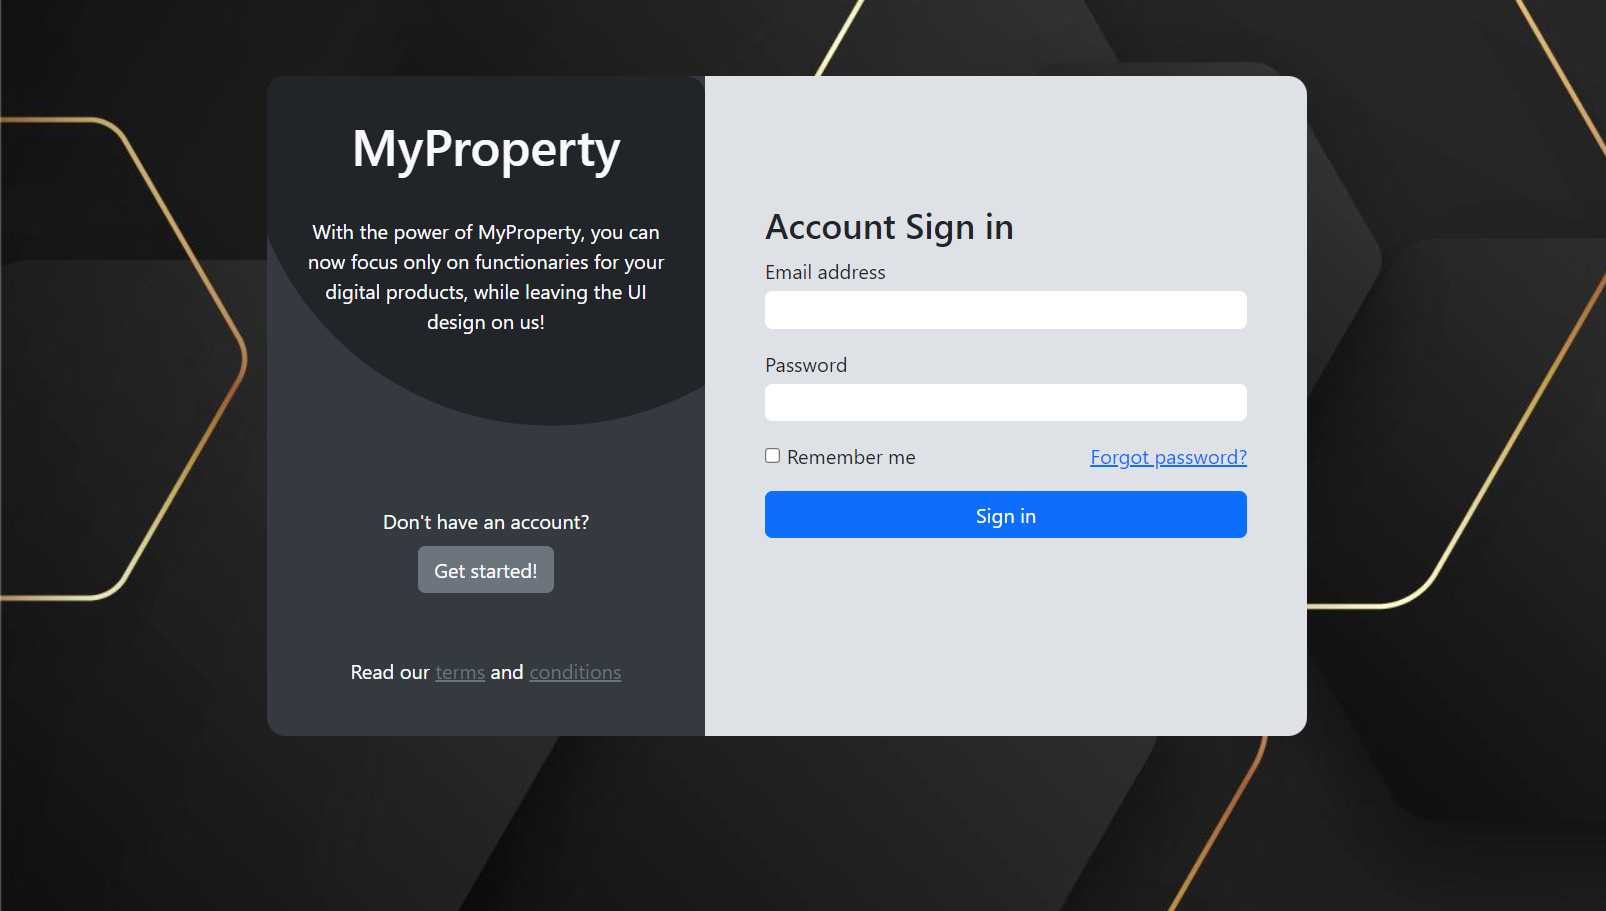 MyProperty
With the power of MyProperty, you can
now focus only on functionaries for your
digital products, while leaving the UI
design on us!
Don't have an account?
Get started!
Read our terms and conditions
Account Sign in
Email address
Password
Remember me
Forgot password?
Sign in